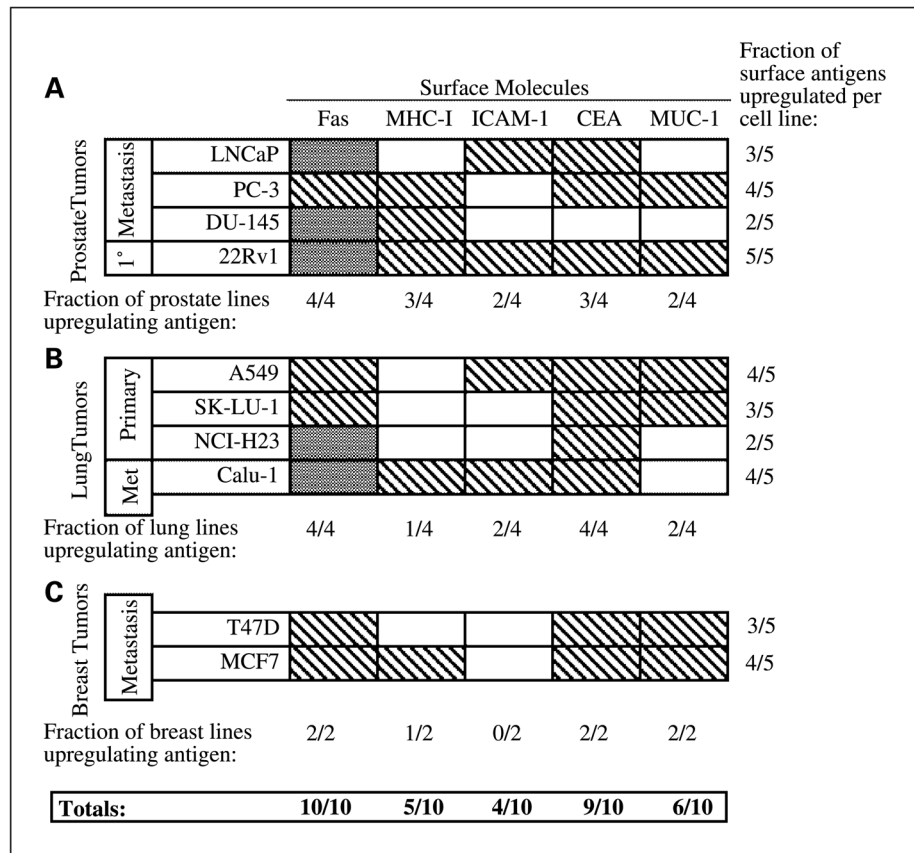 A
Surface Molecules
Fraction of
surface antigens
upregulated per
cell line:
Fas MHC-I ICAM-1 CEA MUC-1
ProstateTumors
Metastasis
1°
LNCaP 3/5
PC-3 4/5
DU-145 2/5
22Rv1 5/5
Fraction of prostate lines 4/4 3/4 2/4 3/4 2/4
upregulating antigen:
B
LungTumors
Primary
Met
A549 4/5
SK-LU-1 3/5
NCI-H23 2/5
Calu-1 4/5
Fraction of lung lines 4/4 1/4 2/4 4/4 2/4
upregulating antigen:
C
Breast Tumors
Metastasis
T47D 3/5
MCF7 4/5
Fraction of breast lines 2/2 1/2 0/2 2/2 2/2
upregulating antigen:
Totals: 10/10 5/10 4/10 9/10 6/10